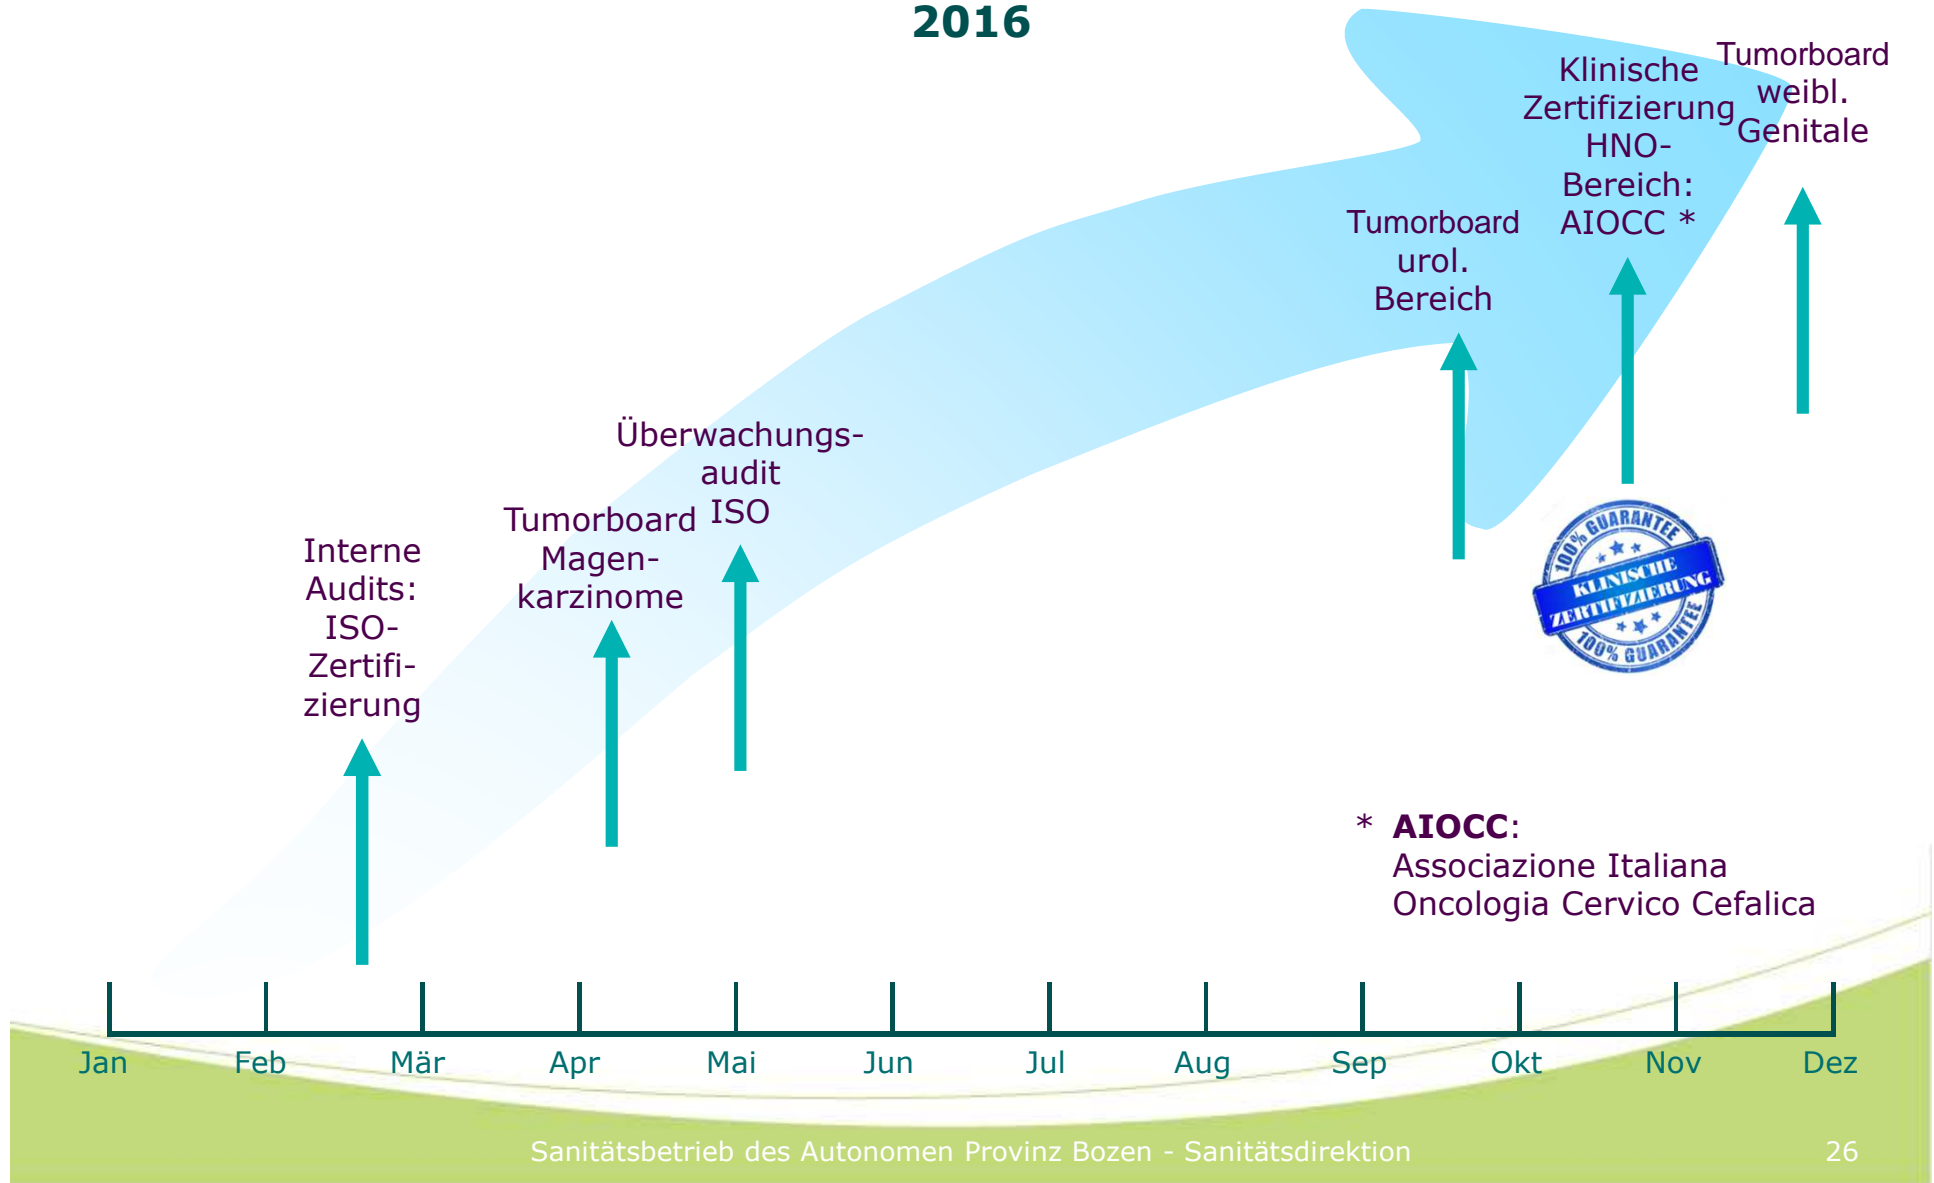 2016
Interne
Audits:
ISO-
Zertifi-
zierung
Tumorboard
Magen-
karzinome
Überwachungs-
audit
ISO
Tumorboard
urol.
Bereich
Klinische
Zertifizierung
HNO-
Bereich:
AIOCC *
Tumorboard
weibl.
Genitale
100% GUARANTEE
KLINISCHE
ZERTIFIZIERUNG
100% GUARANTEE
* AIOCC:
Associazione Italiana
Oncologia Cervico Cefalica
Jan Feb Mär Apr Mai Jun Jul Aug Sep Okt Nov Dez
Sanitätsbetrieb des Autonomen Provinz Bozen - Sanitätsdirektion 26